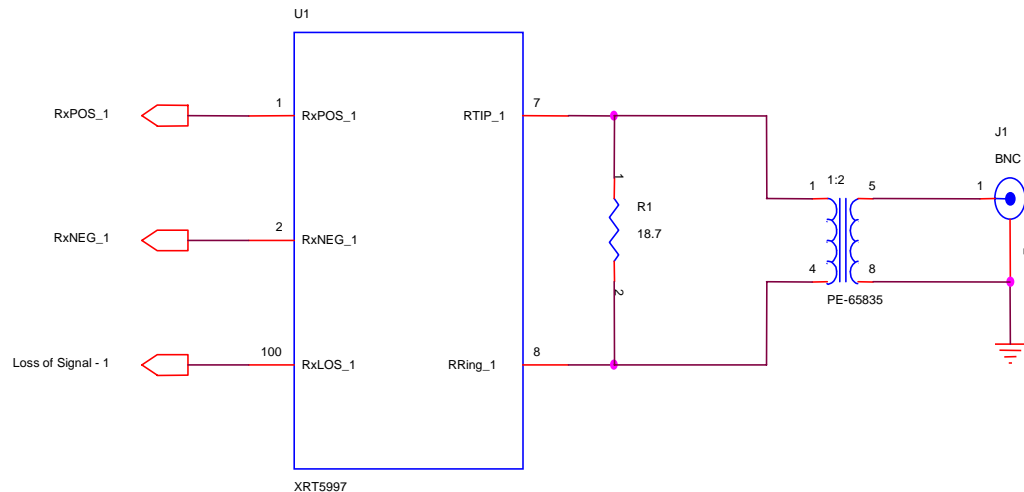 U1
RxPOS_1
1
RxPOS_1
RTIP_1
7
J1
BNC
1
R1
18.7
2
1:2
1
5
4
8
PE-65835
1
RxNEG_1
2
RxNEG_1
Loss of Signal - 1
100
RxLOS_1
RRing_1
8
XRT5997